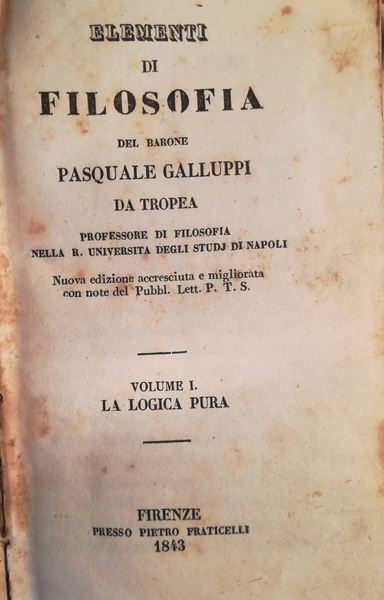 ELEMENTI
DI
FILOSOFIA
DEL BARONE
PASQUALE GALLUPPI
DA TROPEA
PROFESSORE DI FILOSOFIA
NELLA R. UNIVERSITA DEGLI STUDJ DI NAPOLI
Nuova edizione accresciuta e migliorata
con note del Pubbl. Lett. P. T. S.
VOLUME I.
LA LOGICA PURA
FIRENZE
PRESSO PIETRO FRATICELLI
1843